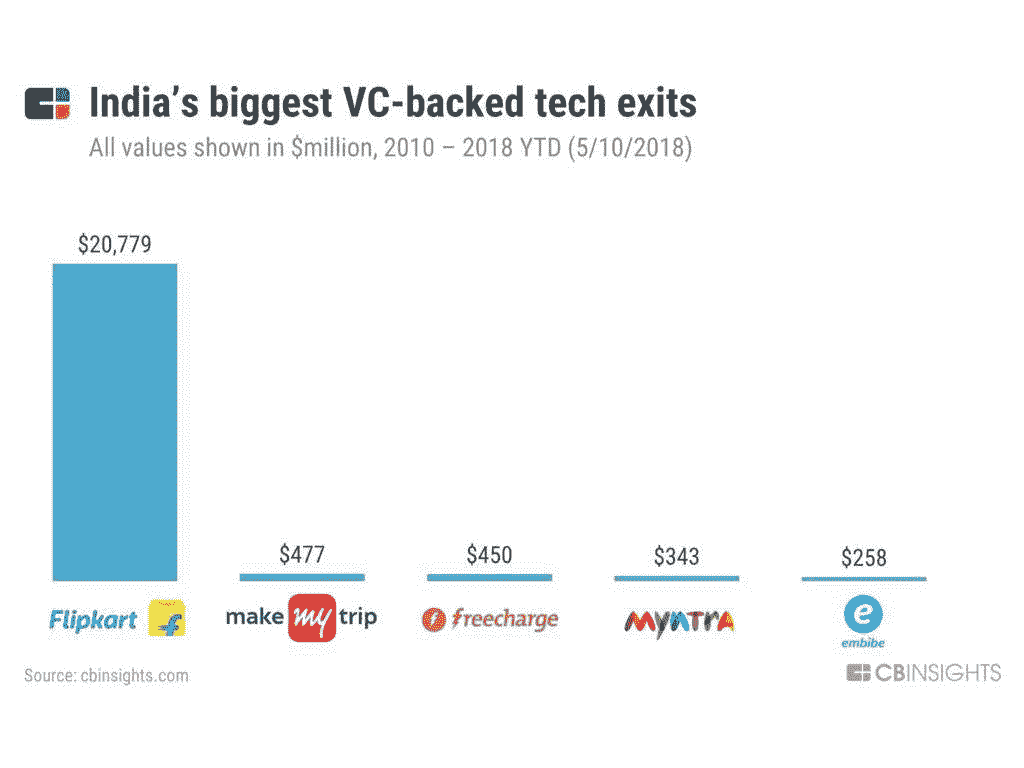 India's biggest VC-backed tech exits
All values shown in $million, 2010 – 2018 YTD (5/10/2018)
$20,779
$477
$450
$343
$258
Flipkart
make my trip
freecharge
Myntra
embibe
Source: cbinsights.com
CBINSIGHTS